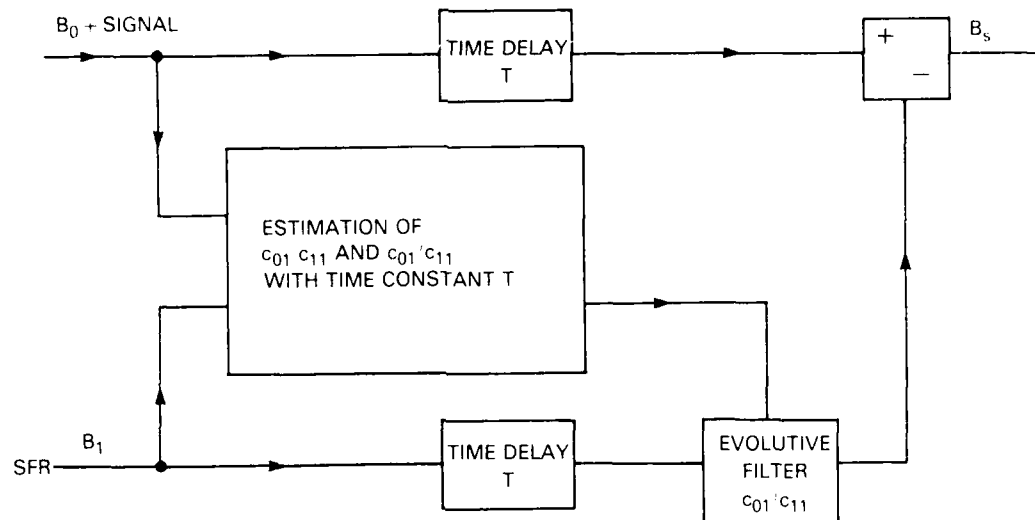 B₀ + SIGNAL
TIME DELAY
T
+
−
Bₛ
ESTIMATION OF
c₀₁ c₁₁ AND c₀₁'c₁₁
WITH TIME CONSTANT T
B₁
SFR
TIME DELAY
T
EVOLUTIVE
FILTER
c₀₁'c₁₁